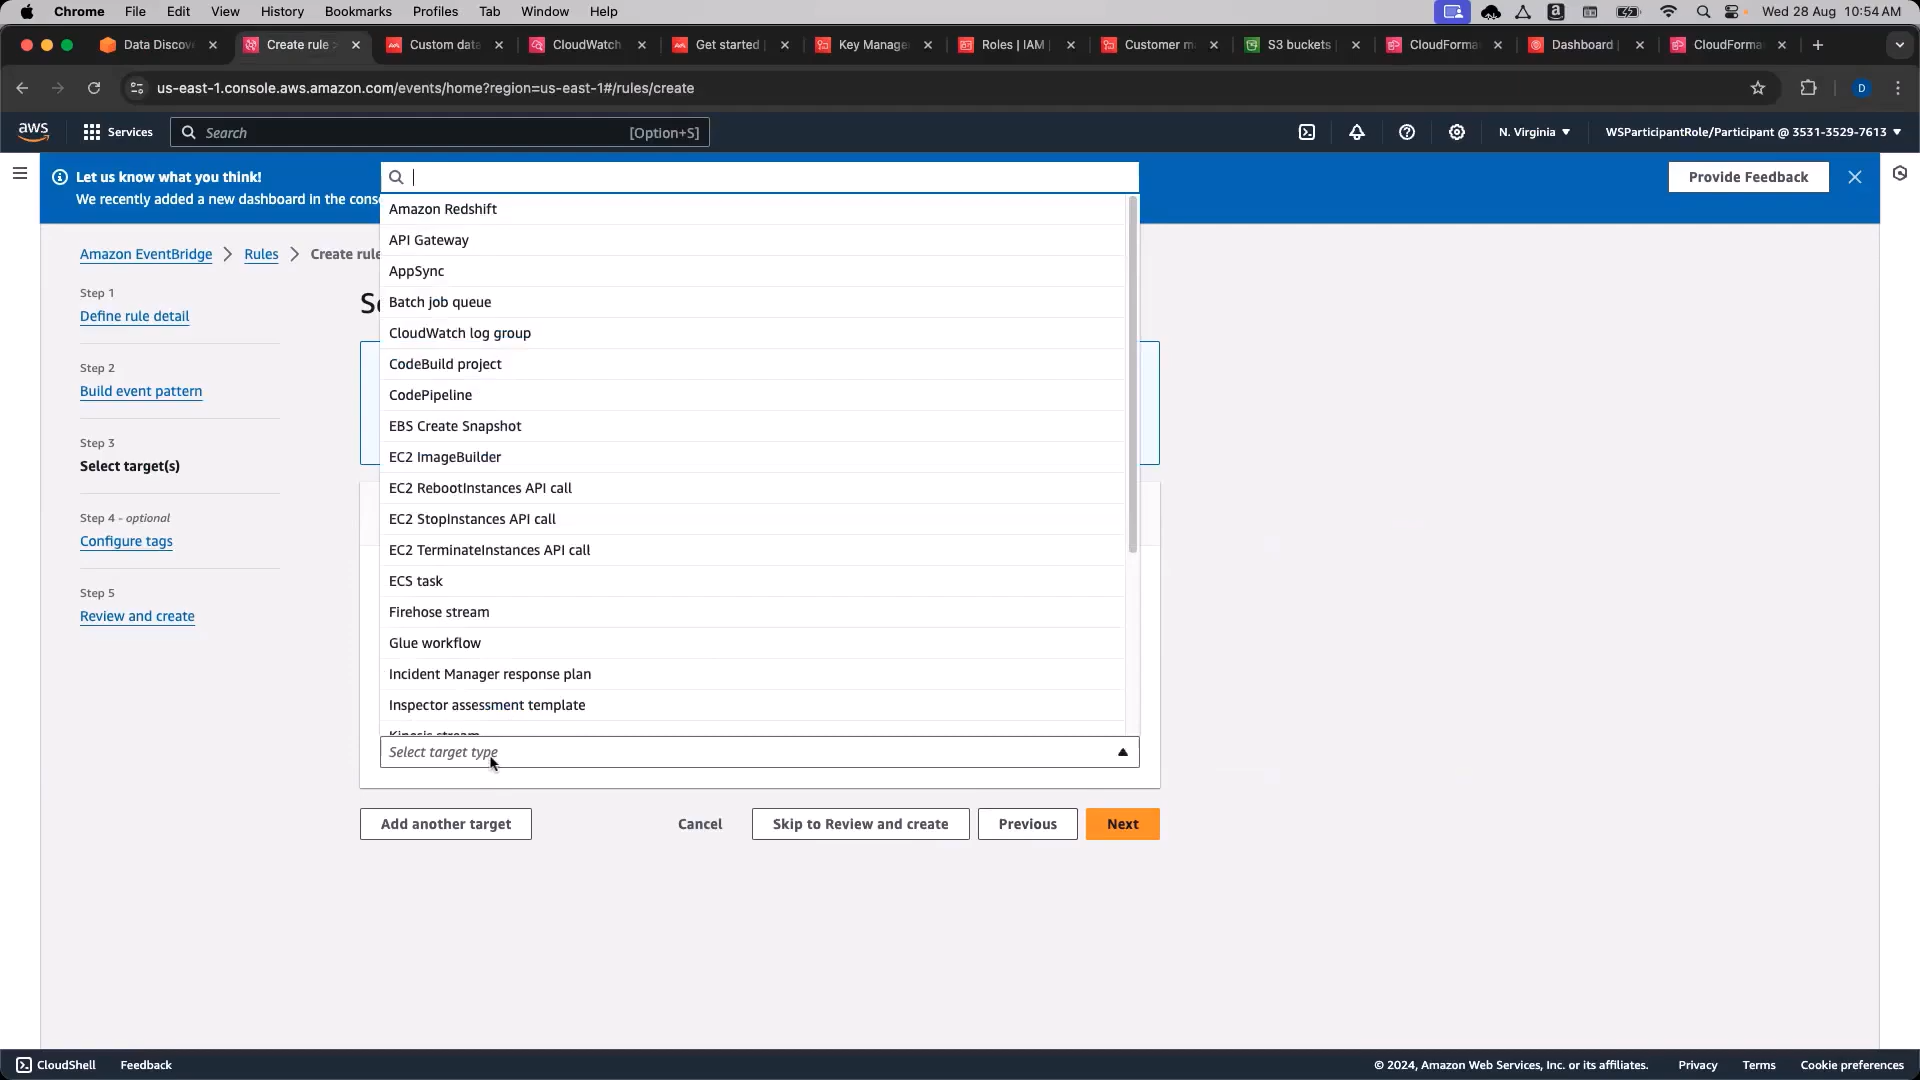 Chrome File Edit View History Bookmarks Profiles Tab Window Help Wed 28 Aug 10:54 AM
Data Discov Create rule Custom data CloudWatch Get started Key Manage Roles | IAM Customer m S3 buckets CloudForma Dashboard CloudForma
us-east-1.console.aws.amazon.com/events/home?region=us-east-1#/rules/create
aws Services Search [Option+S] N. Virginia WSParticipantRole/Participant @ 3531-3529-7613
Let us know what you think!
We recently added a new dashboard in the cons
Provide Feedback
Amazon EventBridge Rules Create rule
Step 1
Define rule detail
Step 2
Build event pattern
Step 3
Select target(s)
Step 4 - optional
Configure tags
Step 5
Review and create
Amazon Redshift
API Gateway
AppSync
Batch job queue
CloudWatch log group
CodeBuild project
CodePipeline
EBS Create Snapshot
EC2 ImageBuilder
EC2 RebootInstances API call
EC2 StopInstances API call
EC2 TerminateInstances API call
ECS task
Firehose stream
Glue workflow
Incident Manager response plan
Inspector assessment template
Kinesis stream
Select target type
Add another target Cancel Skip to Review and create Previous Next
CloudShell Feedback © 2024, Amazon Web Services, Inc. or its affiliates. Privacy Terms Cookie preferences